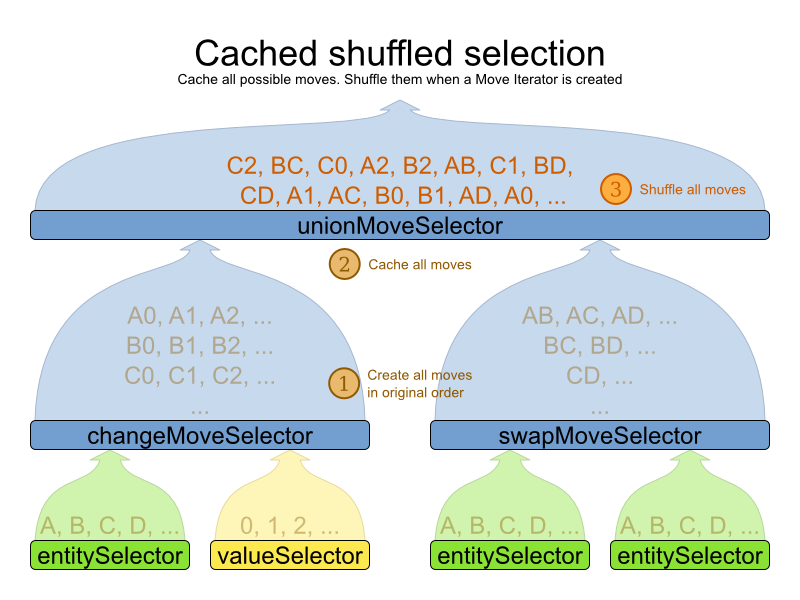 Cached shuffled selection
Cache all possible moves. Shuffle them when a Move Iterator is created
C2, BC, C0, A2, B2, AB, C1, BD,
CD, A1, AC, B0, B1, AD, A0, ...
3 Shuffle all moves
unionMoveSelector
2 Cache all moves
A0, A1, A2, ...
B0, B1, B2, ...
C0, C1, C2, ...
...
AB, AC, AD, ...
BC, BD, ...
CD, ...
...
1 Create all moves
in original order
changeMoveSelector
swapMoveSelector
A, B, C, D, ...
0, 1, 2, ...
A, B, C, D, ...
A, B, C, D, ...
entitySelector
valueSelector
entitySelector
entitySelector